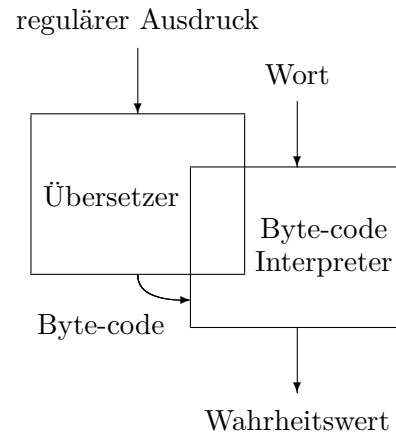 regulärer Ausdruck
Wort
Übersetzer
Byte-code
Interpreter
Byte-code
Wahrheitswert